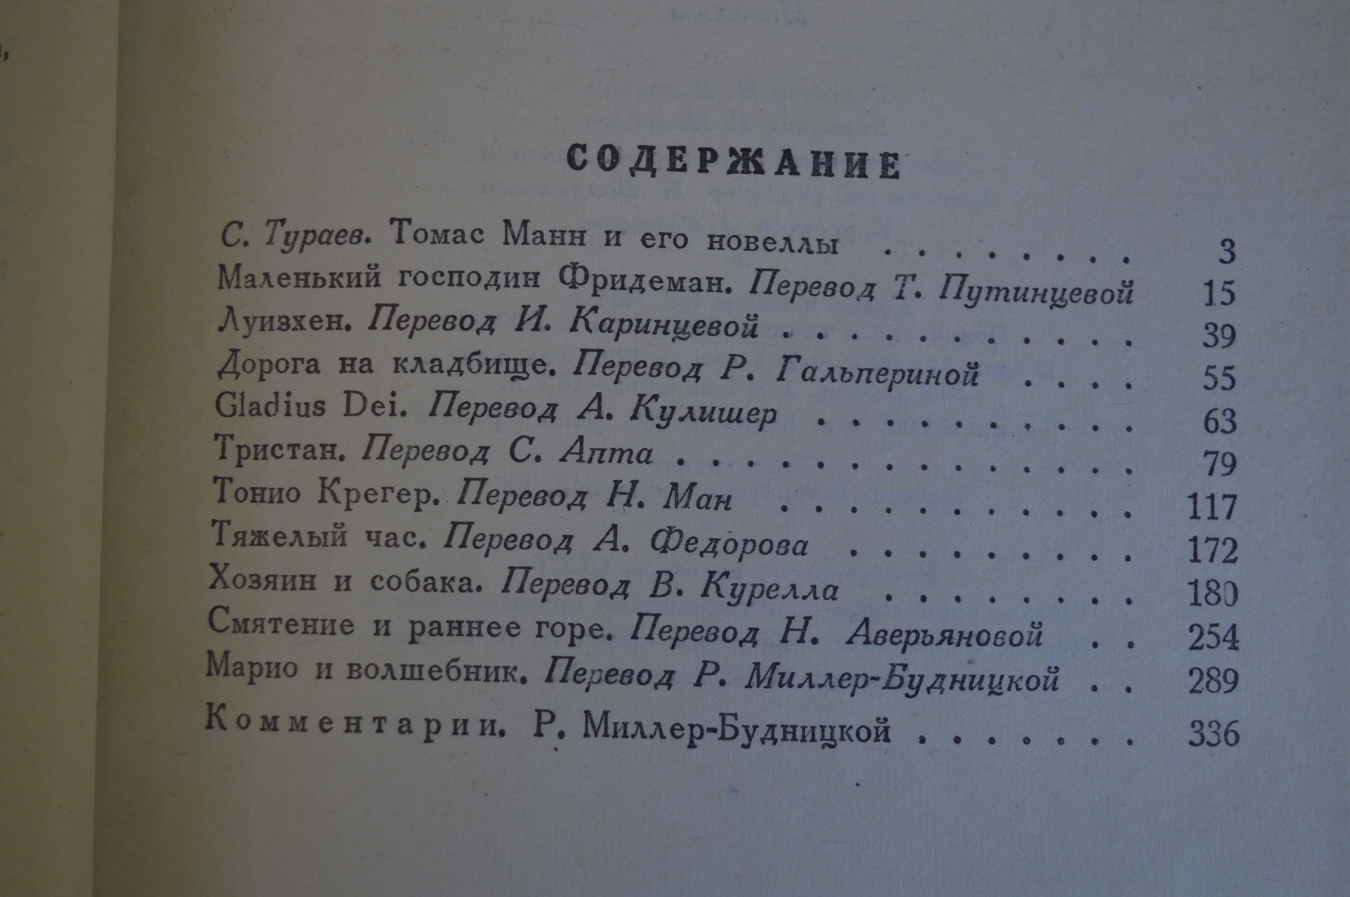 СОДЕРЖАНИЕ
С. Тураев. Томас Манн и его новеллы . . . . . . . . 3
Маленький господин Фридеман. Перевод Т. Путинцевой 15
Луизхен. Перевод И. Каринцевой . . . . . . . . . . . 39
Дорога на кладбище. Перевод Р. Гальпериной . . . . 55
Gladius Dei. Перевод А. Кулишер . . . . . . . . . . 63
Тристан. Перевод С. Апта . . . . . . . . . . . . . . 79
Тонио Крегер. Перевод Н. Ман . . . . . . . . . . . 117
Тяжелый час. Перевод А. Федорова . . . . . . . . . 172
Хозяин и собака. Перевод В. Курелла . . . . . . . . 180
Смятение и раннее горе. Перевод Н. Аверьяновой . . 254
Марио и волшебник. Перевод Р. Миллер-Будницкой . . 289
Комментарии. Р. Миллер-Будницкой . . . . . . . 336